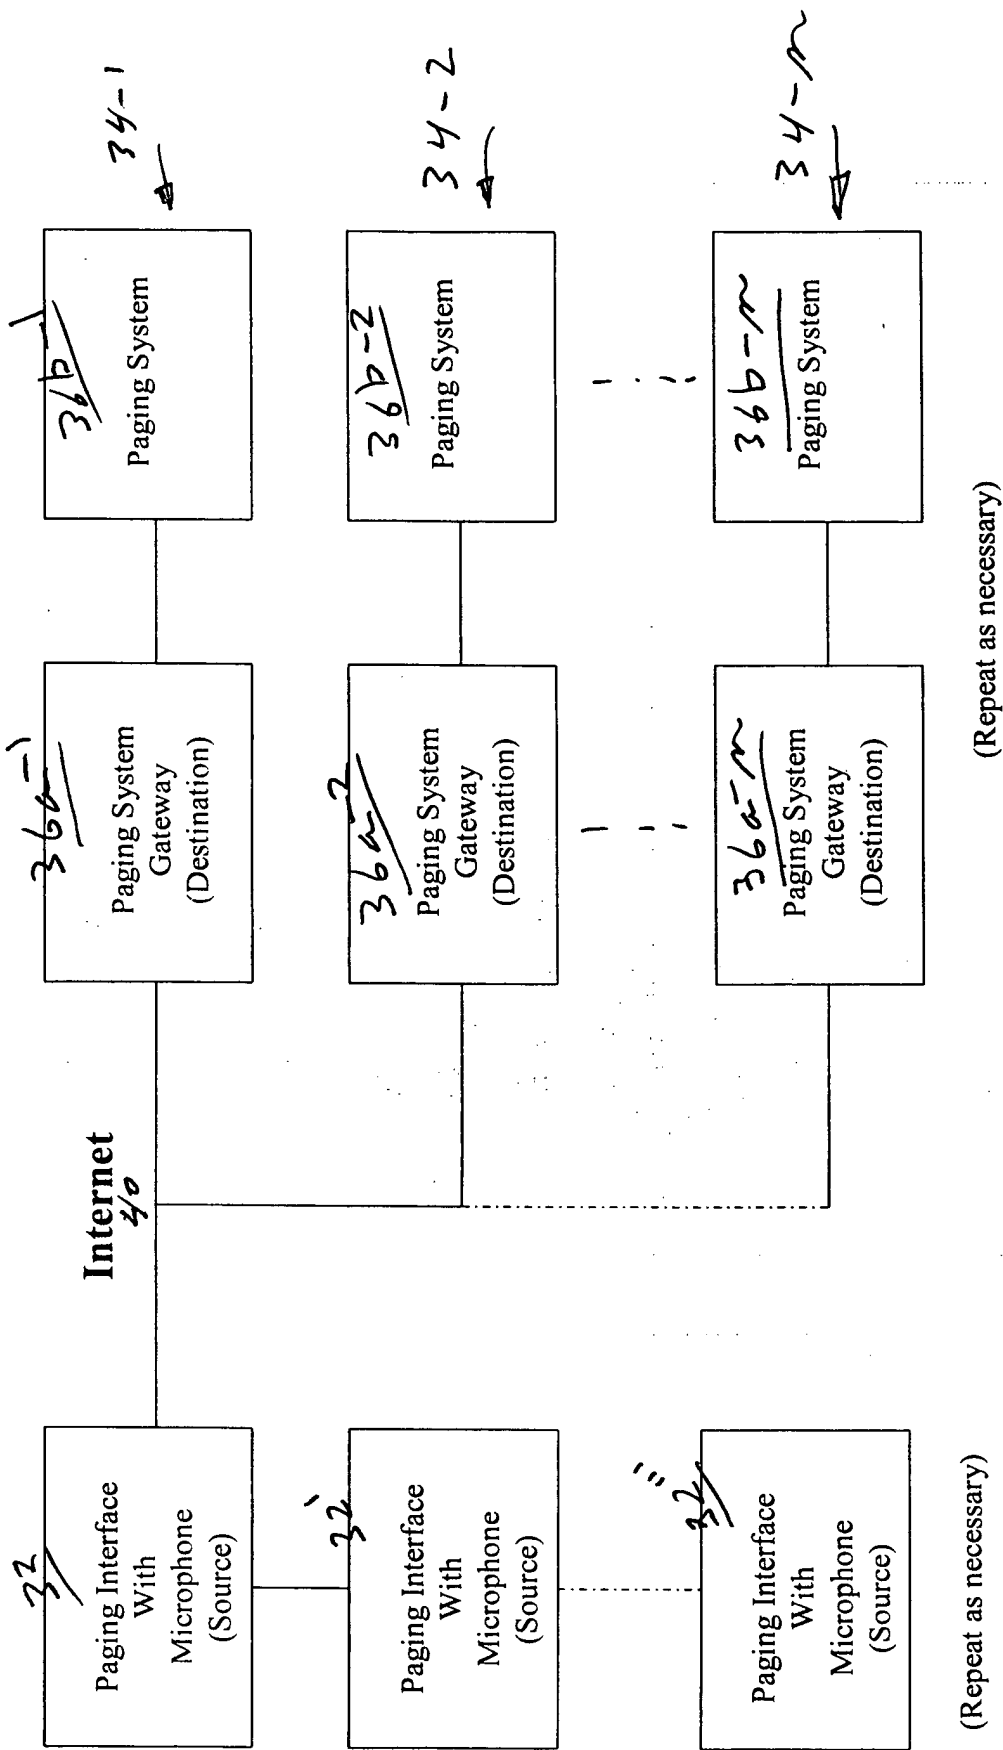 32
Paging Interface
With
Microphone
(Source)
Internet
40
36a-1
Paging System
Gateway
(Destination)
36b-1
Paging System
34-1
32'
Paging Interface
With
Microphone
(Source)
36a-2
Paging System
Gateway
(Destination)
36b-2
Paging System
34-2
32'''
Paging Interface
With
Microphone
(Source)
36a-n
Paging System
Gateway
(Destination)
36b-n
Paging System
34-n
(Repeat as necessary)
(Repeat as necessary)